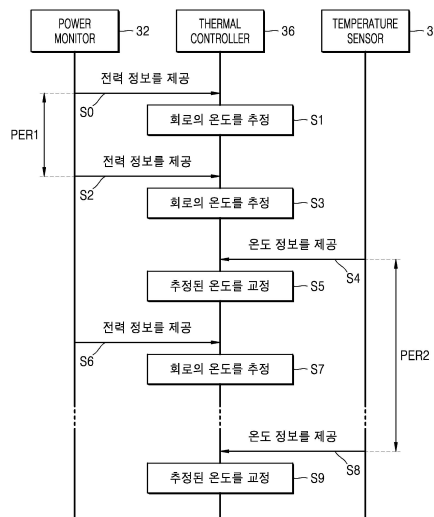 POWER MONITOR
32
THERMAL CONTROLLER
36
TEMPERATURE SENSOR
3
전력 정보를 제공
S0
회로의 온도를 추정
S1
PER1
전력 정보를 제공
S2
회로의 온도를 추정
S3
온도 정보를 제공
S4
추정된 온도를 교정
S5
전력 정보를 제공
S6
회로의 온도를 추정
S7
PER2
온도 정보를 제공
S8
추정된 온도를 교정
S9